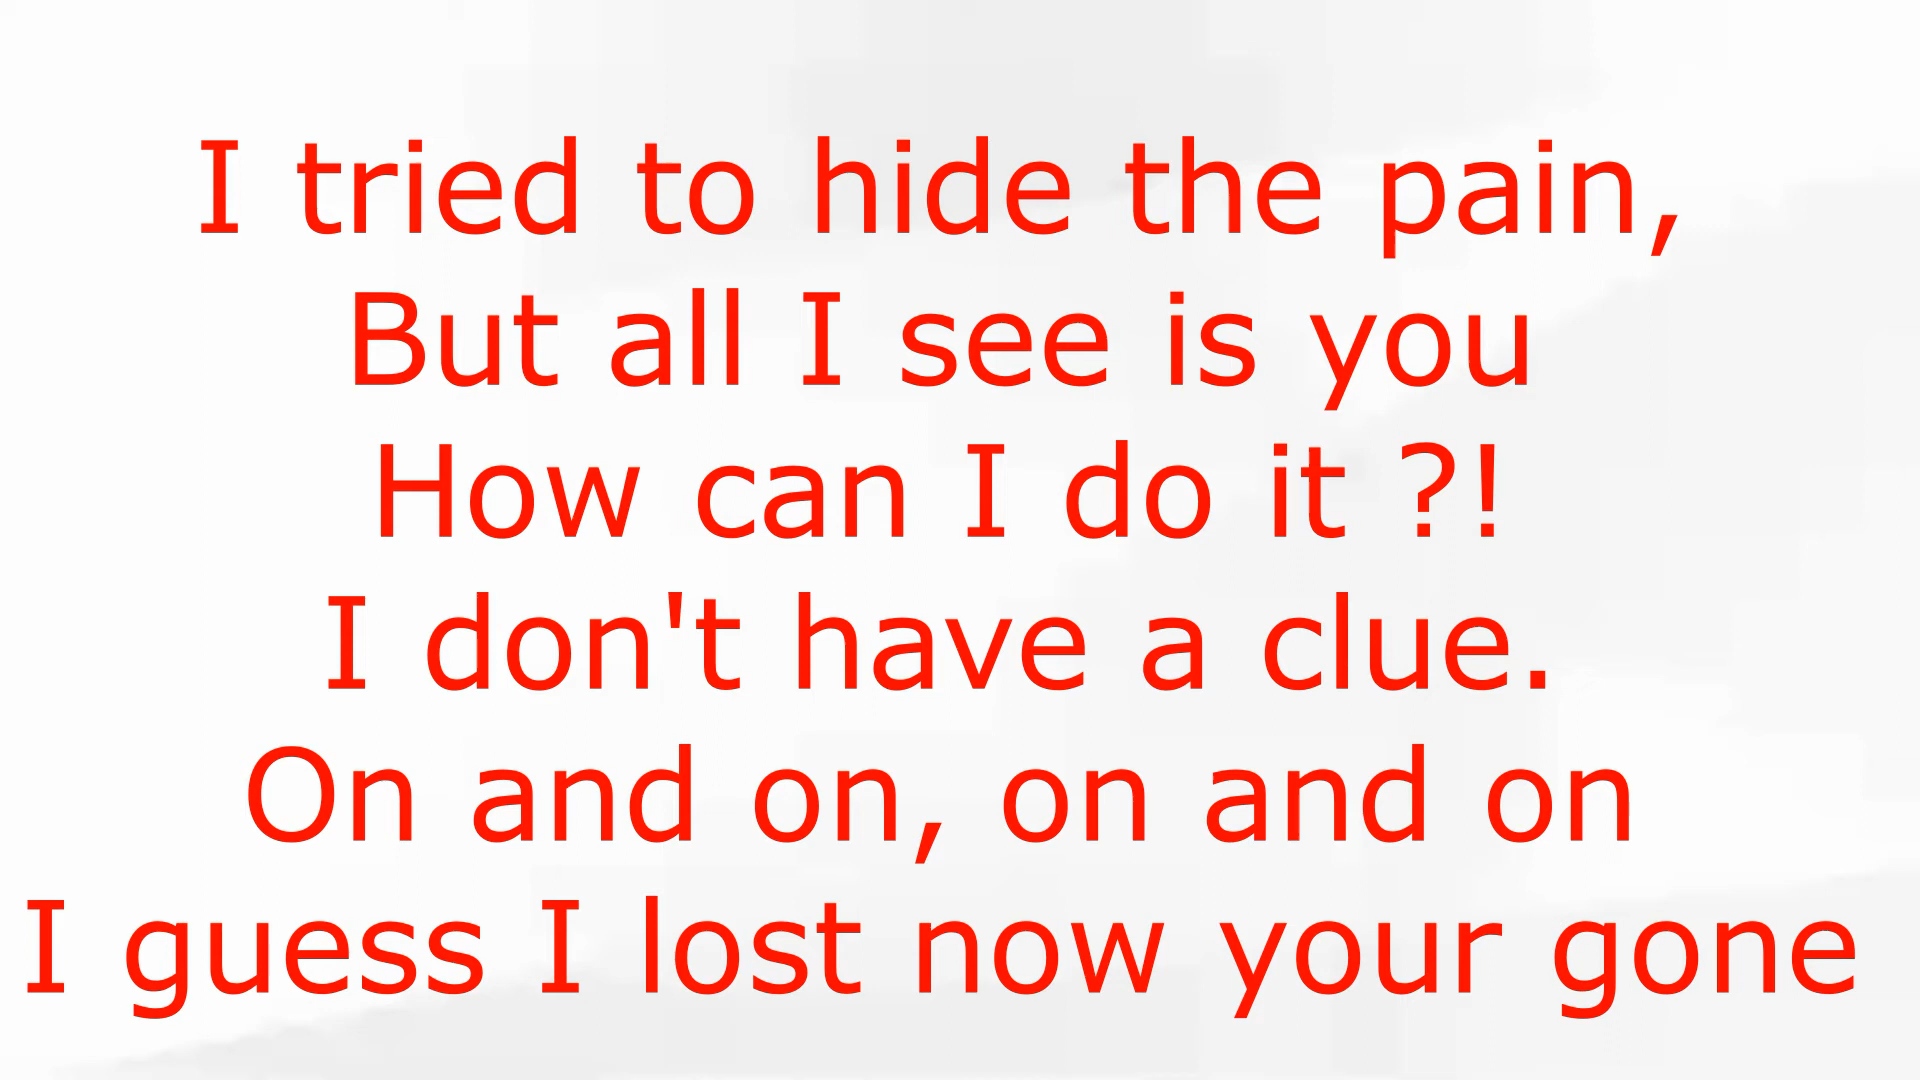 I tried to hide the pain,
But all I see is you
How can I do it ?!
I don't have a clue.
On and on, on and on
I guess I lost now your gone